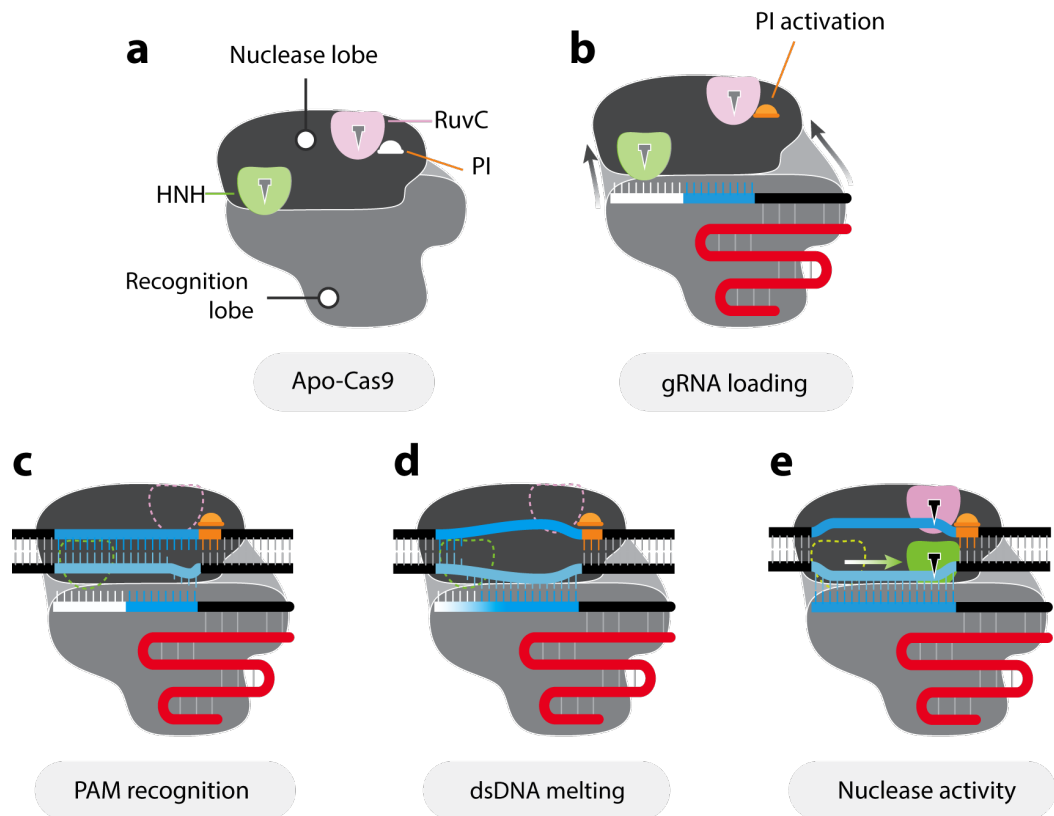 a
Nuclease lobe
RuvC
PI
HNH
Recognition
lobe
Apo-Cas9
b
PI activation
gRNA loading
c
PAM recognition
d
dsDNA melting
e
Nuclease activity